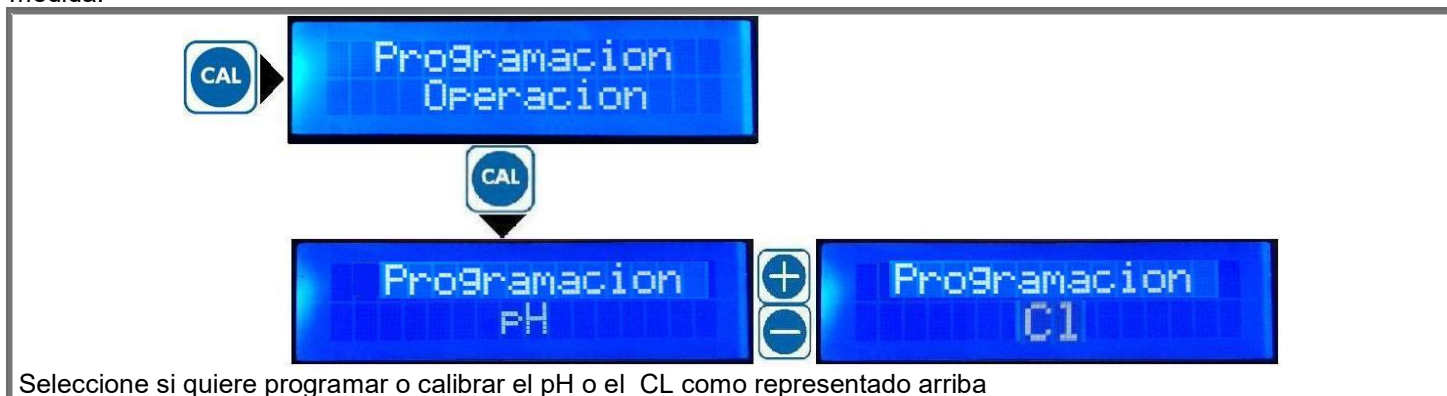 CAL
Programacion
Operacion
CAL
Programacion
pH
+
-
Programacion
Cl
Seleccione si quiere programar o calibrar el pH o el CL como representado arriba